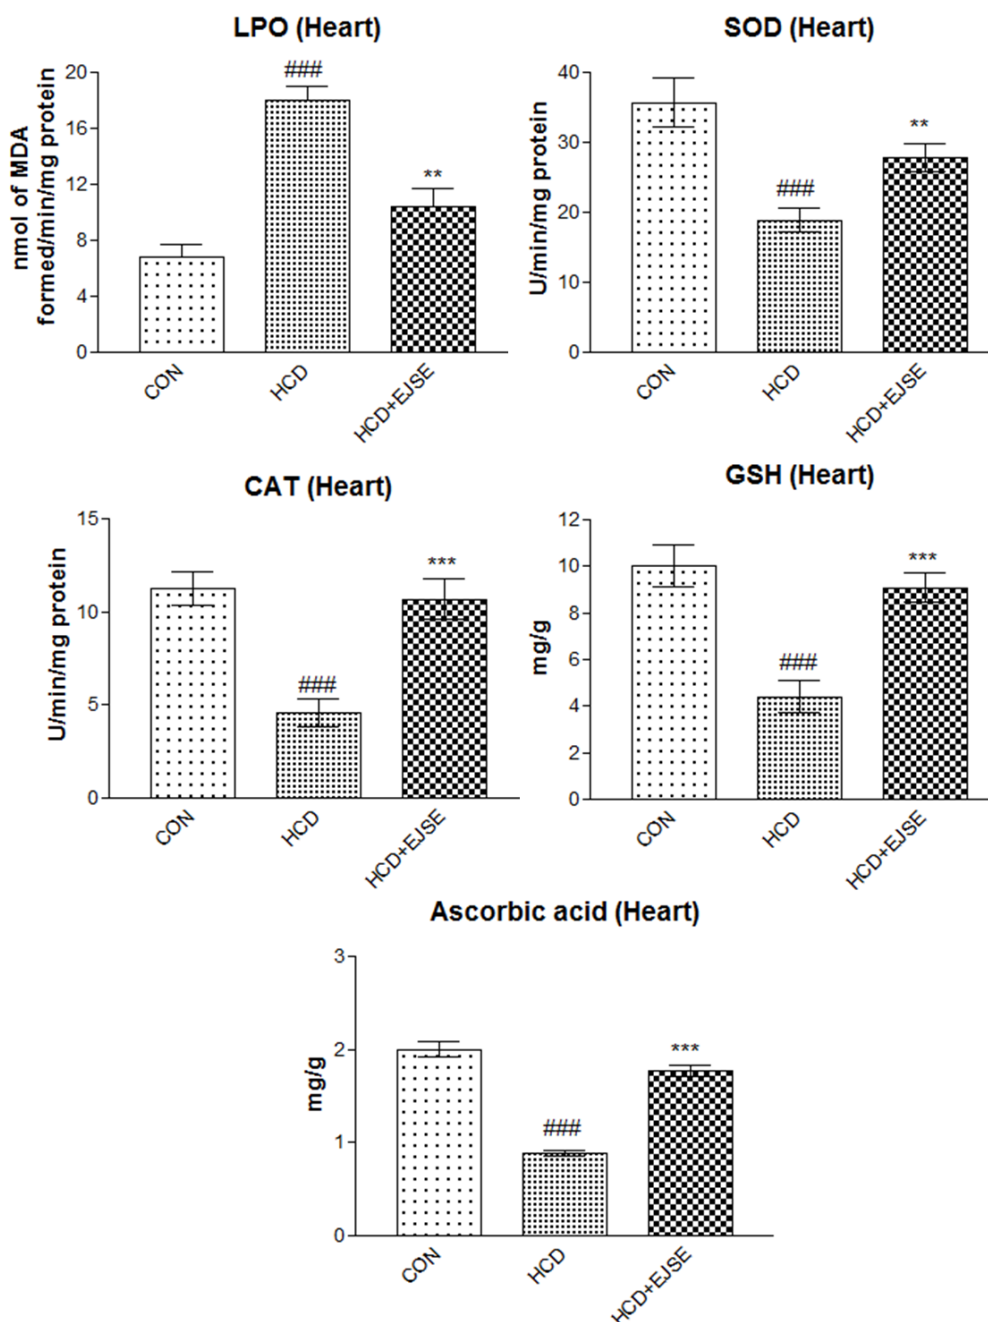 LPO (Heart)
nmol of MDA
formed/min/mg protein
20
16
12
8
4
0
###
**
CON
HCD
HCD+EJSE
SOD (Heart)
U/min/mg protein
40
30
20
10
0
###
**
CON
HCD
HCD+EJSE
CAT (Heart)
U/min/mg protein
15
10
5
0
###
***
CON
HCD
HCD+EJSE
GSH (Heart)
mg/g
12
10
8
6
4
2
0
###
***
CON
HCD
HCD+EJSE
Ascorbic acid (Heart)
mg/g
3
2
1
0
###
***
CON
HCD
HCD+EJSE